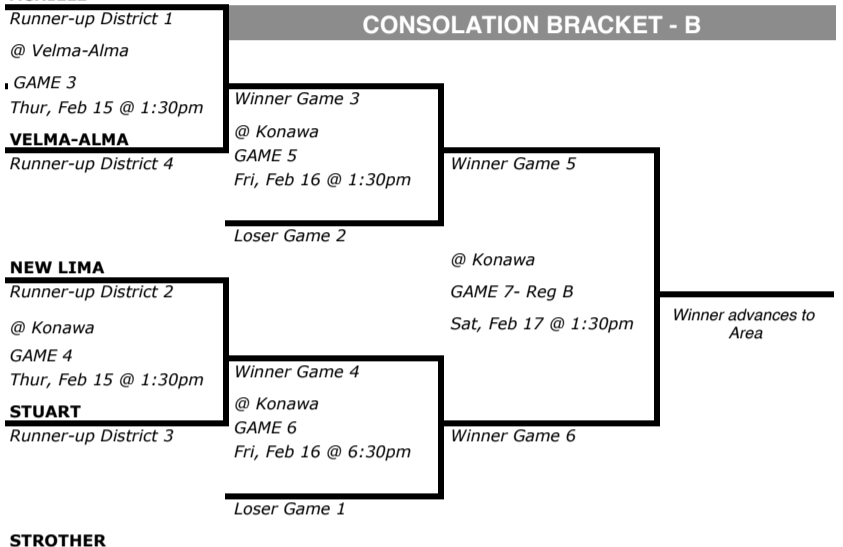 CONSOLATION BRACKET - B
Runner-up District 1
@ Velma-Alma
GAME 3
Thur, Feb 15 @ 1:30pm
VELMA-ALMA
Runner-up District 4
Winner Game 3
@ Konawa
GAME 5
Fri, Feb 16 @ 1:30pm
Loser Game 2
Winner Game 5
@ Konawa
GAME 7- Reg B
Sat, Feb 17 @ 1:30pm
Winner advances to
Area
NEW LIMA
Runner-up District 2
@ Konawa
GAME 4
Thur, Feb 15 @ 1:30pm
STUART
Runner-up District 3
Winner Game 4
@ Konawa
GAME 6
Fri, Feb 16 @ 6:30pm
Loser Game 1
Winner Game 6
STROTHER